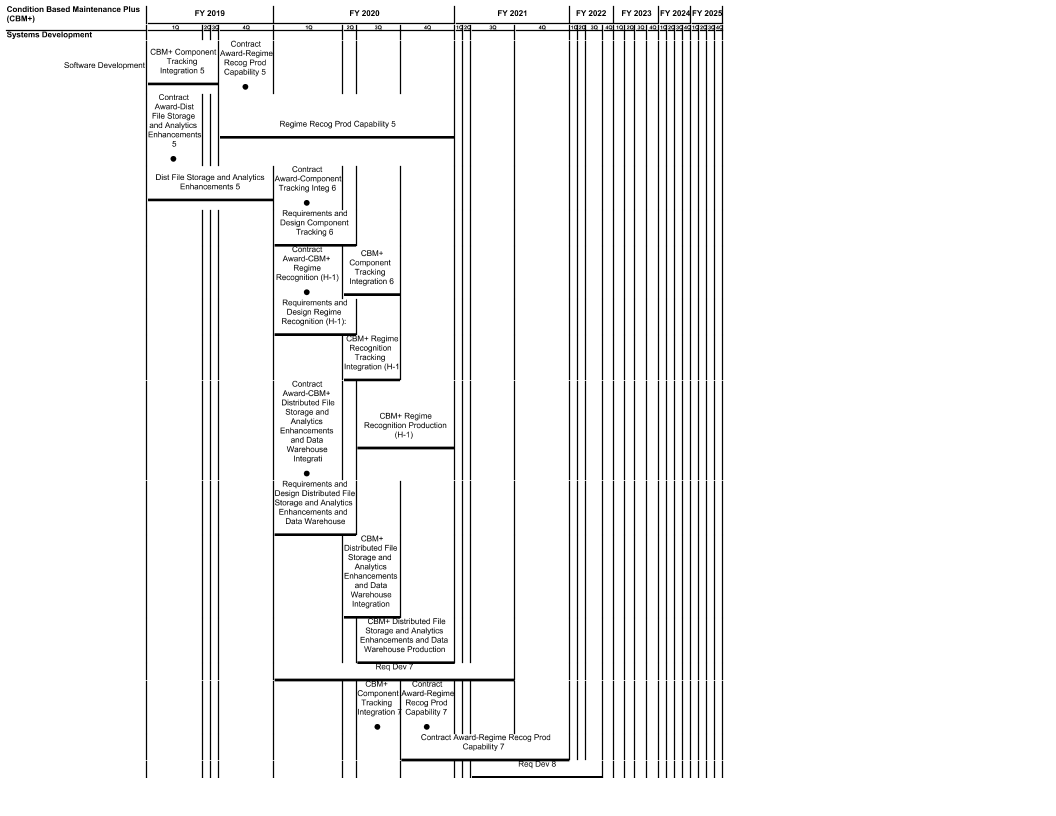 Condition Based Maintenance Plus
(CBM+)
FY 2019
FY 2020
FY 2021
FY 2022
FY 2023
FY 2024
FY 2025
1Q 2Q 3Q 4Q 1Q 2Q 3Q 4Q 1Q 2Q 3Q 4Q 1Q 2Q 3Q 4Q 1Q 2Q 3Q 4Q 1Q 2Q 3Q 4Q 1Q 2Q 3Q 4Q
Systems Development
Software Development
CBM+ Component
Tracking
Integration 5
Contract
Award-Regime
Recog Prod
Capability 5
Contract
Award-Dist
File Storage
and Analytics
Enhancements
5
Regime Recog Prod Capability 5
Dist File Storage and Analytics
Enhancements 5
Contract
Award-Component
Tracking Integ 6
Requirements and
Design Component
Tracking 6
Contract
Award-CBM+
Regime
Recognition (H-1)
CBM+
Component
Tracking
Integration 6
Requirements and
Design Regime
Recognition (H-1):
CBM+ Regime
Recognition
Tracking
Integration (H-1
Contract
Award-CBM+
Distributed File
Storage and
Analytics
Enhancements
and Data
Warehouse
Integrati
CBM+ Regime
Recognition Production
(H-1)
Requirements and
Design Distributed File
Storage and Analytics
Enhancements and
Data Warehouse
CBM+
Distributed File
Storage and
Analytics
Enhancements
and Data
Warehouse
Integration
CBM+ Distributed File
Storage and Analytics
Enhancements and Data
Warehouse Production
Req Dev 7
CBM+
Component
Tracking
Integration 7
Contract
Award-Regime
Recog Prod
Capability 7
Contract Award-Regime Recog Prod
Capability 7
Req Dev 8